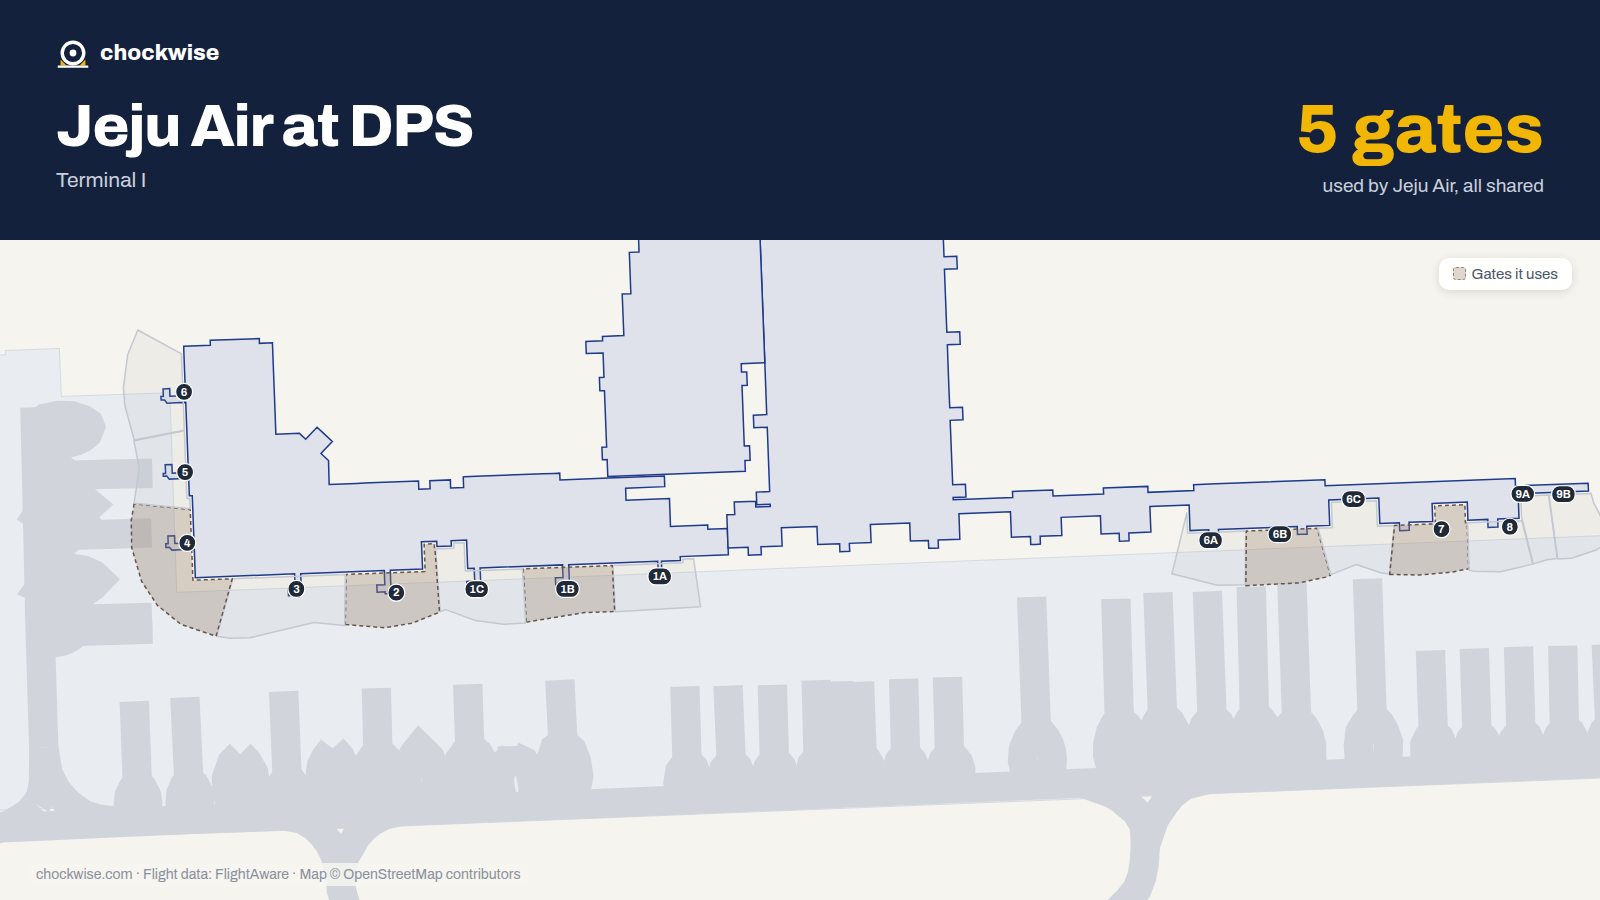 chockwise
Jeju Air at DPS
Terminal I
5 gates
used by Jeju Air, all shared
Gates it uses
6
5
4
3
2
1C
1B
1A
6A
6B
6C
7
8
9A
9B
chockwise.com · Flight data: FlightAware · Map © OpenStreetMap contributors